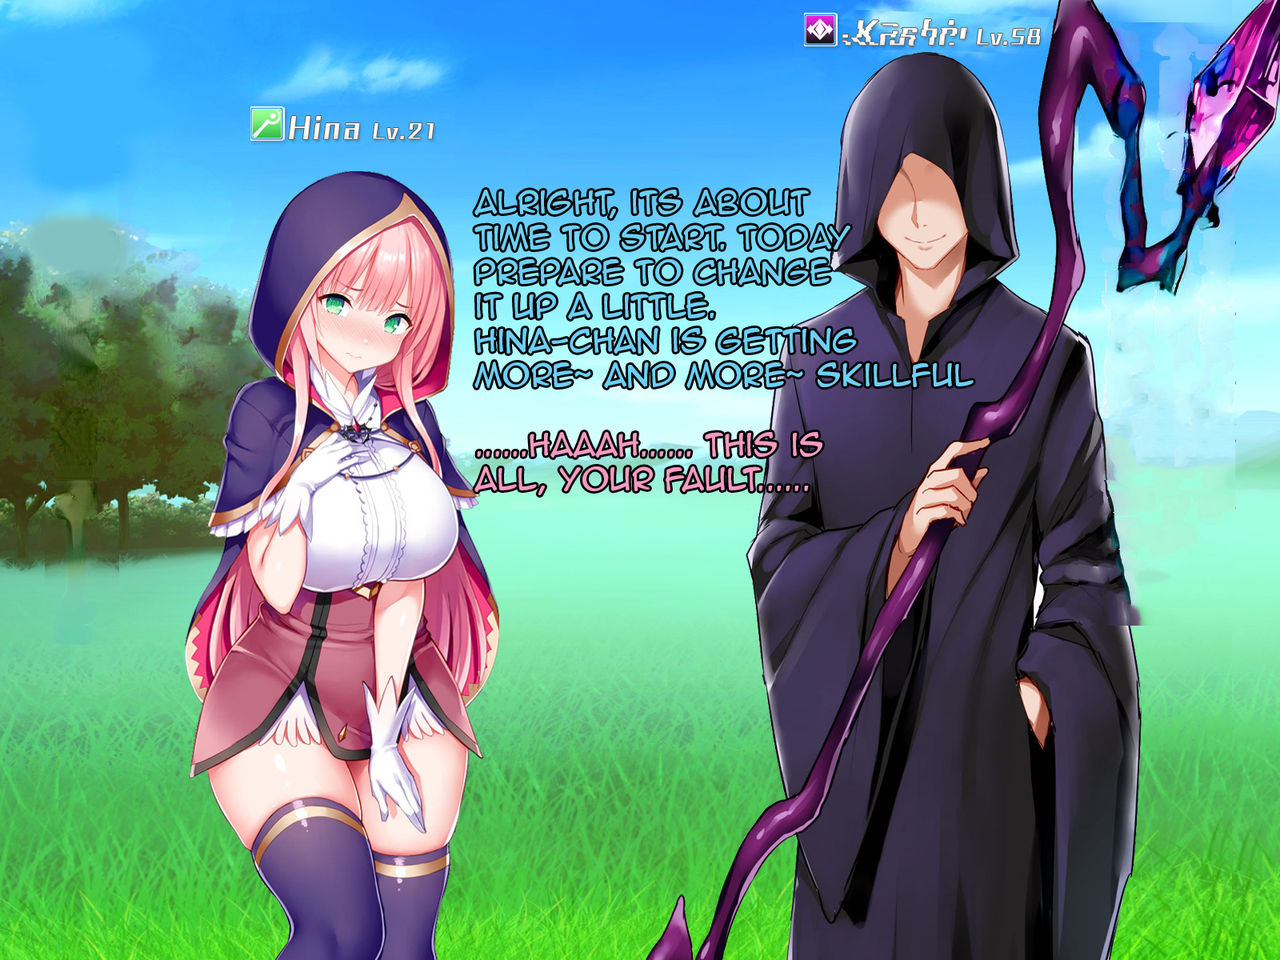 Lv.58
Hina Lv.21
ALRIGHT, ITS ABOUT
TIME TO START. TODAY
PREPARE TO CHANGE
IT UP A LITTLE.
HINA-CHAN IS GETTING
MORE~ AND MORE~ SKILLFUL
......HAAAH...... THIS IS
ALL, YOUR FAULT......